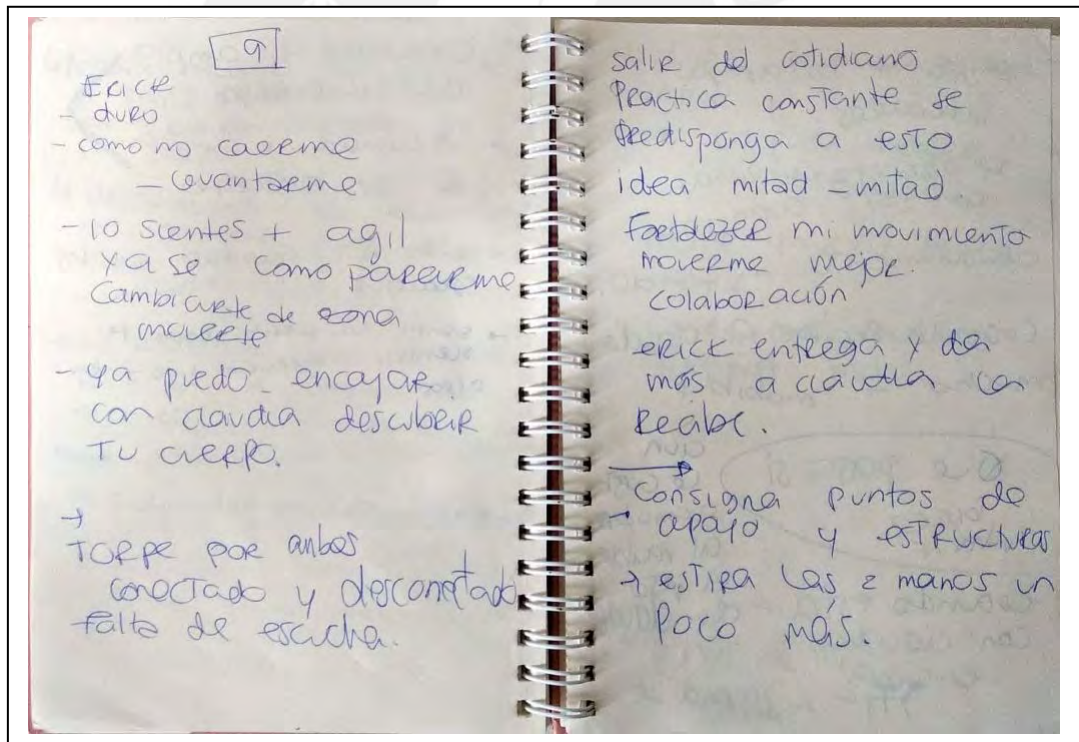 9
ERICK
- duro
- como no caerme
- levantarme
- lo sientes + agil
ya se como pararme
Cambiarte de zona
moverte
- ya puedo encajar
con claudia descubrir
TU cuerpo.
→
TORPE por ambos
conectado y desconectado
falta de escucha.
salir del cotidiano
Practica constante se
predisponga a esto
idea mitad - mitad.
Fortalezer mi movimiento
moverme mejor.
colaboración
erick entrega y da
más a claudia
Recibe.
→
- Consigna puntos de
apoyo y estructuras
→ estira las 2 manos un
poco más.